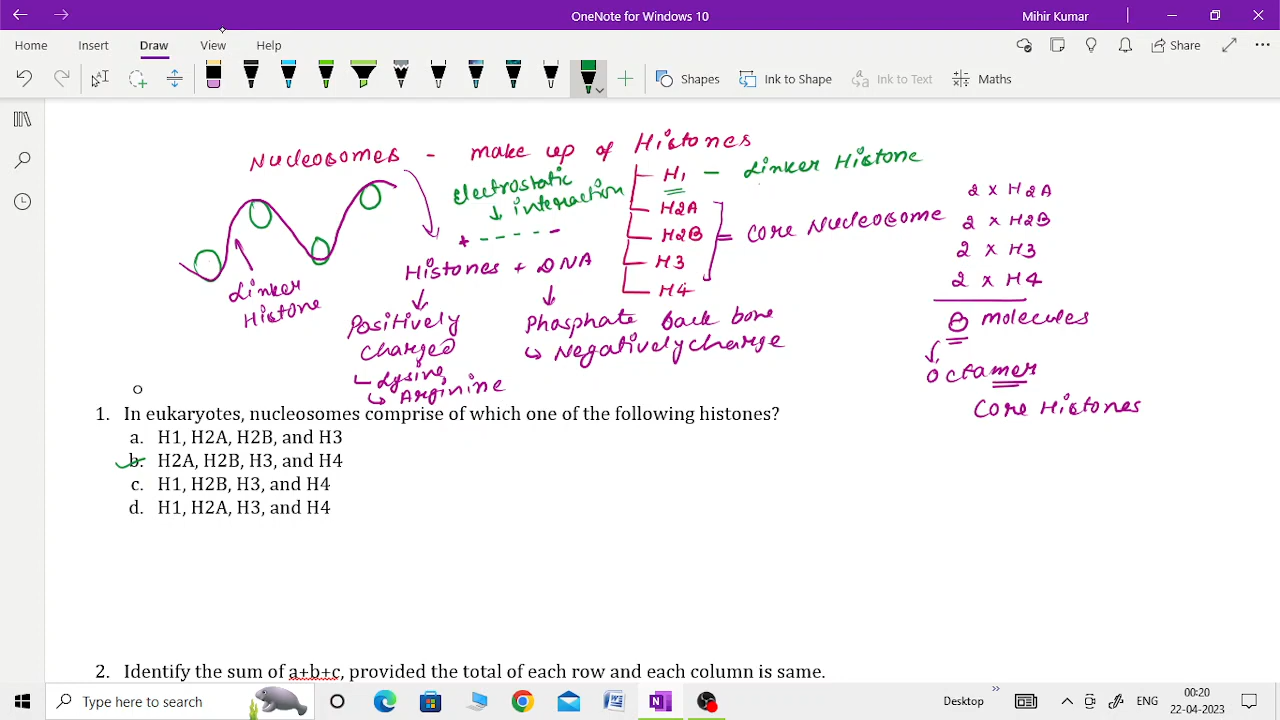 OneNote for Windows 10
Mihir Kumar
Home Insert Draw View Help
Share
Shapes
Ink to Shape
Ink to Text
Maths
Nucleosomes - make up of Histones
H1 - Linker Histone
H2A
H2B
H3
H4
= Core Nucleosome
Electrostatic
interaction
+ - - - - - -
Histones + DNA
Linker
Histone
Positively
Charged
Lysine
Arginine
Phosphate back bone
Negatively charge
2 x H2A
2 x H2B
2 x H3
2 x H4
8 molecules
Octamer
Core Histones
1. In eukaryotes, nucleosomes comprise of which one of the following histones?
a. H1, H2A, H2B, and H3
b. H2A, H2B, H3, and H4
c. H1, H2B, H3, and H4
d. H1, H2A, H3, and H4
2. Identify the sum of a+b+c, provided the total of each row and each column is same.
Type here to search
Desktop
ENG
00:20
22-04-2023